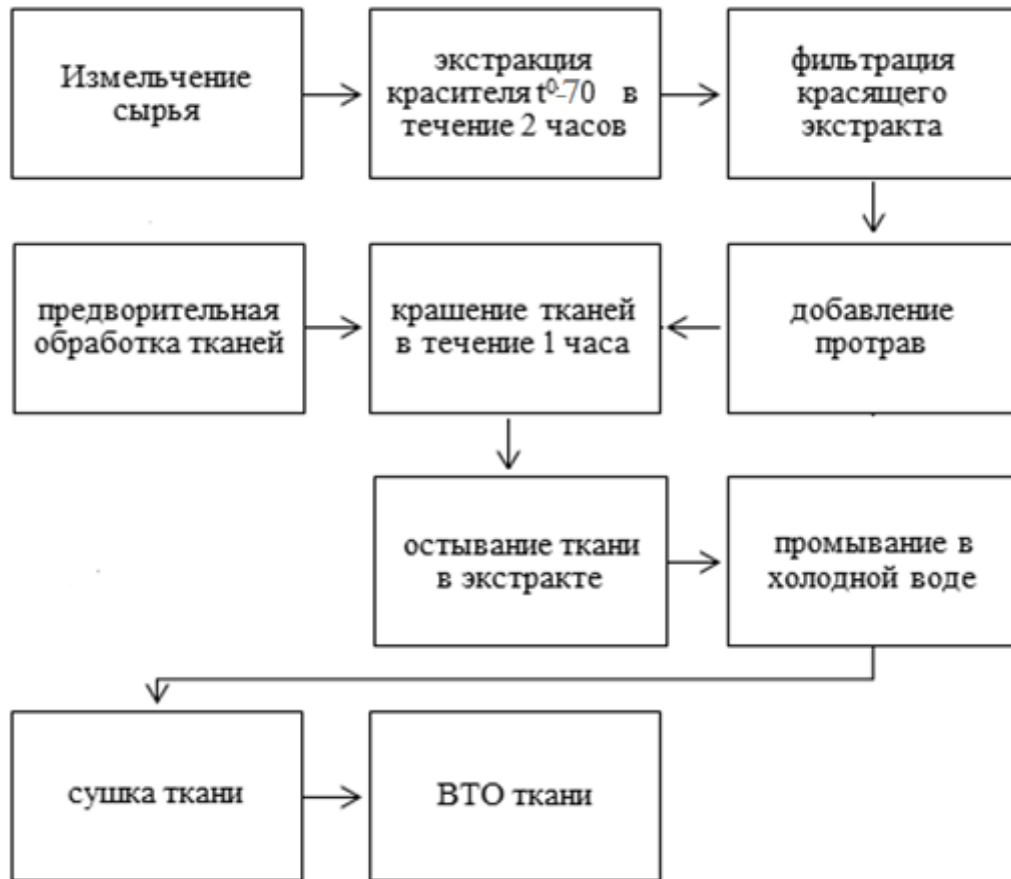 Измельчение
сырья
экстракция
красителя t⁰-70 в
течение 2 часов
фильтрация
красящего
экстракта
предворительная
обработка тканей
крашение тканей
в течение 1 часа
добавление
протрав
остывание ткани
в экстракте
промывание в
холодной воде
сушка ткани
ВТО ткани